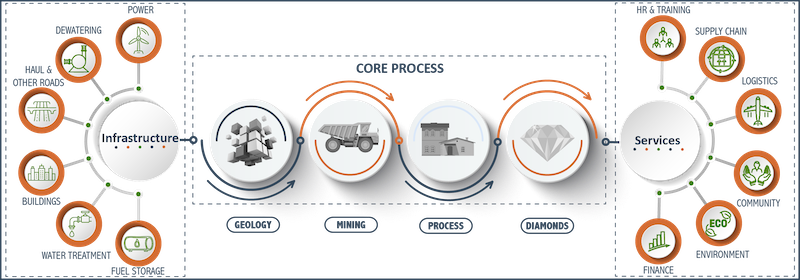 POWER
DEWATERING
HAUL &
OTHER ROADS
Infrastructure
BUILDINGS
WATER TREATMENT
FUEL STORAGE
CORE PROCESS
GEOLOGY
MINING
PROCESS
DIAMONDS
HR & TRAINING
SUPPLY CHAIN
LOGISTICS
Services
COMMUNITY
ECO
ENVIRONMENT
FINANCE